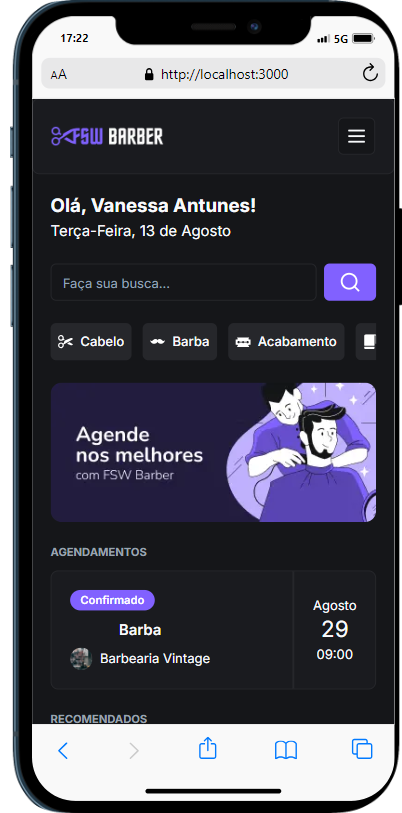 17:22
5G
AA
http://localhost:3000
FSW BARBER
Olá, Vanessa Antunes!
Terça-Feira, 13 de Agosto
Faça sua busca...
Cabelo
Barba
Acabamento
Agende
nos melhores
com FSW Barber
AGENDAMENTOS
Confirmado
Barba
Barbearia Vintage
Agosto
29
09:00
RECOMENDADOS